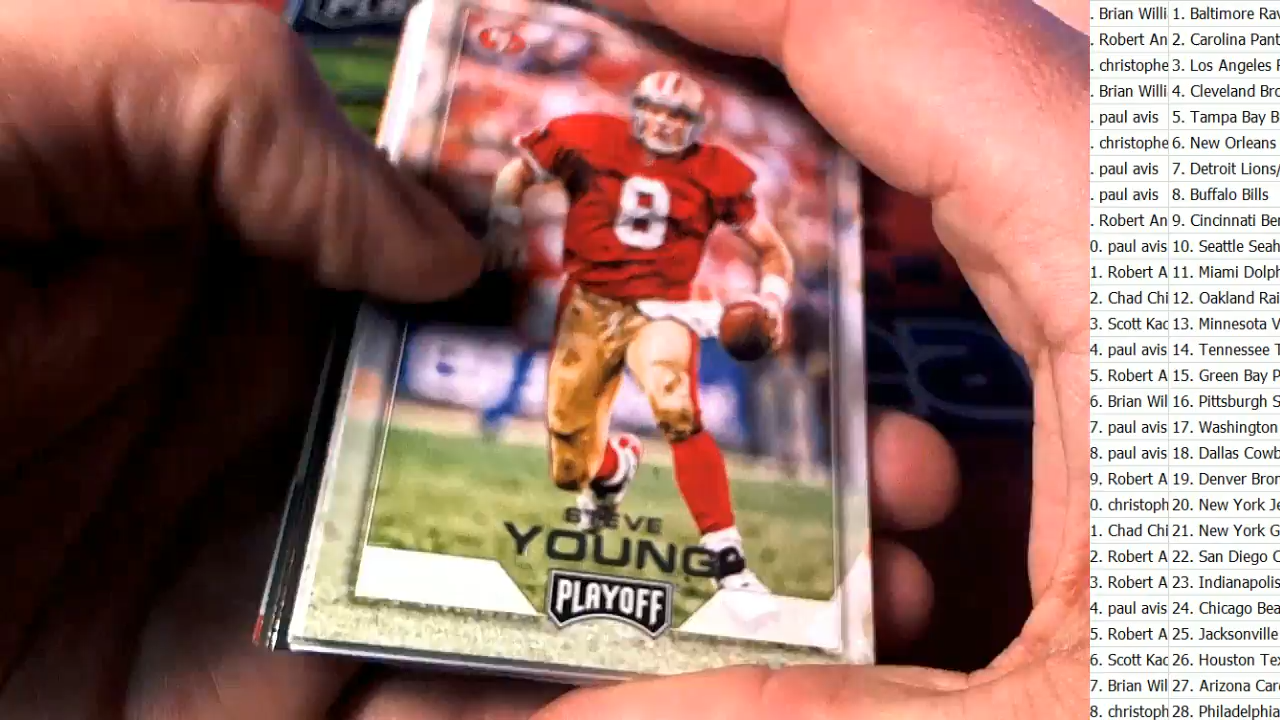 STEVE
YOUNG
PLAYOFF
8
. Brian Willi 1. Baltimore Rav
. Robert An 2. Carolina Pant
. christophe 3. Los Angeles R
. Brian Willi 4. Cleveland Bro
. paul avis 5. Tampa Bay B
. christophe 6. New Orleans
. paul avis 7. Detroit Lions/
. paul avis 8. Buffalo Bills
. Robert An 9. Cincinnati Be
0. paul avis 10. Seattle Seah
1. Robert A 11. Miami Dolph
2. Chad Chi 12. Oakland Rai
3. Scott Kac 13. Minnesota V
4. paul avis 14. Tennessee T
5. Robert A 15. Green Bay P
6. Brian Wil 16. Pittsburgh S
7. paul avis 17. Washington
8. paul avis 18. Dallas Cowb
9. Robert A 19. Denver Bron
0. christoph 20. New York Je
1. Chad Chi 21. New York G
2. Robert A 22. San Diego C
3. Robert A 23. Indianapolis
4. paul avis 24. Chicago Bea
5. Robert A 25. Jacksonville
6. Scott Kac 26. Houston Tex
7. Brian Wil 27. Arizona Card
8. christoph 28. Philadelphia